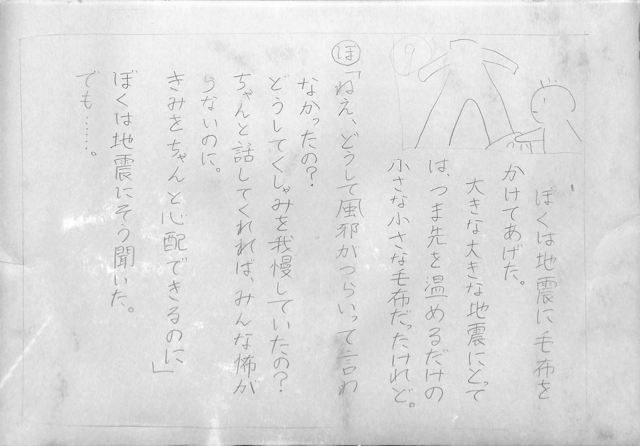 9
ぼくは地震に毛布を
かけてあげた。
大きな大きな地震にとって
は、つま先を温めるだけの
小さな小さな毛布だったけれど。
ほ「ねえ、どうして風邪がつらいって言わ
なかったの?
どうしてくしゃみを我慢していたの?
ちゃんと話してくれれば、みんな怖が
らないのに。
きみをちゃんと心配できるのに」
ぼくは地震にそう聞いた。
でも……。